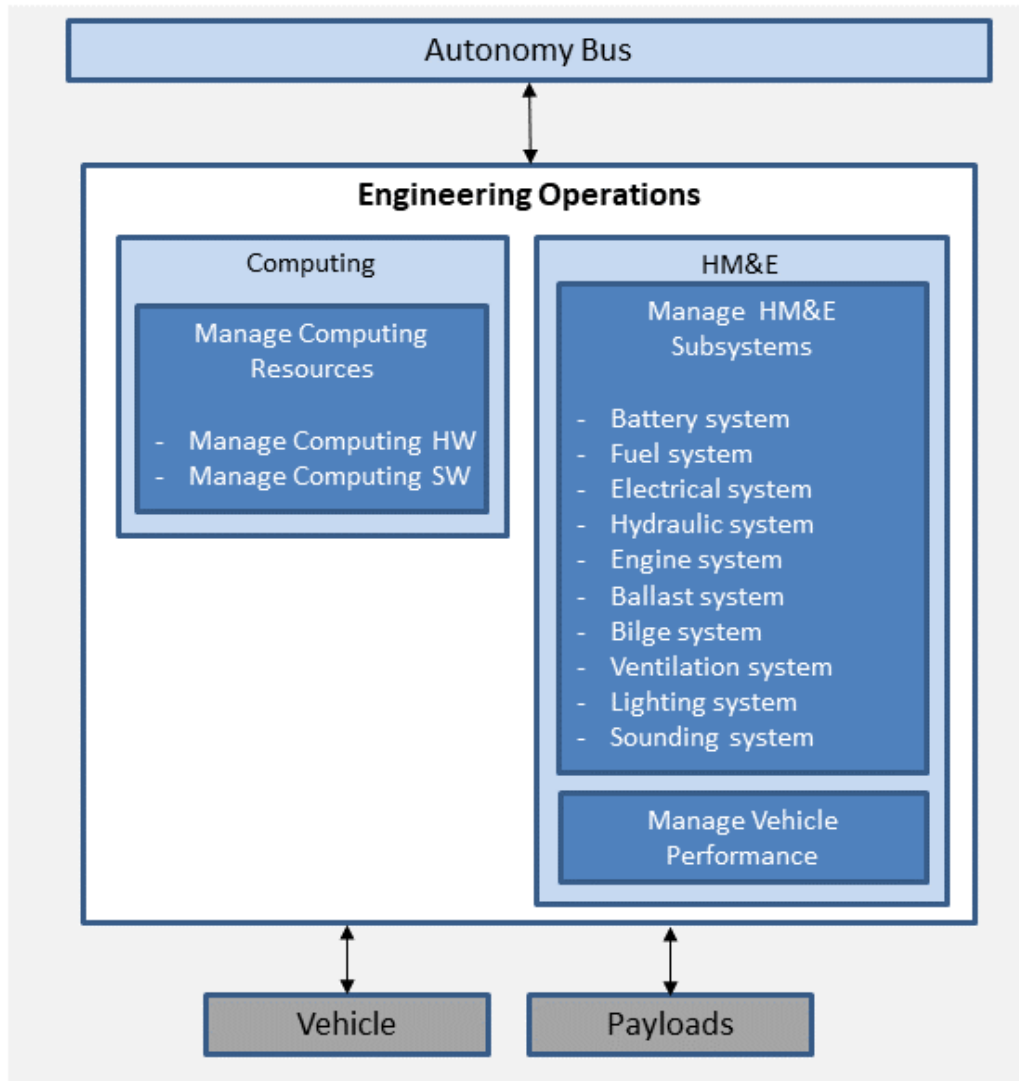 Autonomy Bus
Engineering Operations
Computing
Manage Computing
Resources
- Manage Computing HW
- Manage Computing SW
HM&E
Manage HM&E
Subsystems
- Battery system
- Fuel system
- Electrical system
- Hydraulic system
- Engine system
- Ballast system
- Bilge system
- Ventilation system
- Lighting system
- Sounding system
Manage Vehicle
Performance
Vehicle
Payloads